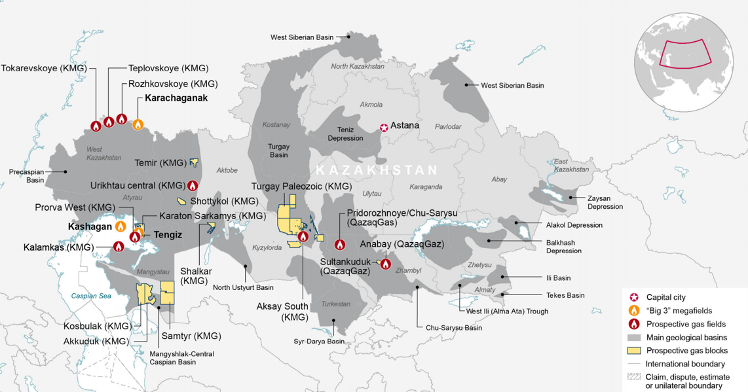 West Siberian Basin
North Kazakhstan
Tokarevskoye (KMG)
Teplovskoye (KMG)
Rozhkovskoye (KMG)
Karachaganak
West Siberian Basin
Akmola
Kostanay
Astana
Pavlodar
Teniz
Depression
West
Kazakhstan
Turgay
Basin
Temir (KMG)
Aktobe
KAZAKHSTAN
East
Kazakhstan
Precaspian
Basin
Urikhtau central (KMG)
Turgay Paleozoic (KMG)
Ulytau
Karaganda
Abay
Atyrau
Shottykol (KMG)
Zaysan
Depression
Prorva West (KMG)
Karaton Sarkamys (KMG)
Pridorozhnoye/Chu-Sarysu
(QazaqGas)
Kashagan
Tengiz
Alakol Depression
Kalamkas (KMG)
Kyzylorda
Anabay (QazaqGaz)
Balkhash
Depression
Shalkar
(KMG)
Sultankuduk
(QazaqGaz)
Zhambyl
Zhetysu
Mangystau
North Ustyurt Basin
Ili Basin
Almaty
Caspian Sea
Aksay South
(KMG)
Turkestan
Tekes Basin
West Ili (Alma Ata) Trough
Kosbulak (KMG)
Samtyr (KMG)
Chu-Sarysu Basin
Akkuduk (KMG)
Syr-Darya Basin
Mangyshlak-Central
Caspian Basin
Capital city
“Big 3” megafields
Prospective gas fields
Main geological basins
Prospective gas blocks
International boundary
Claim, dispute, estimate
or unilateral boundary